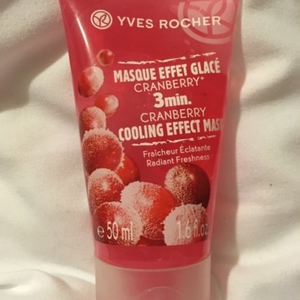 YVES ROCHER
MASQUE EFFET GLACÉ
CRANBERRY*
3min.
CRANBERRY
COOLING EFFECT MASK
Fraîcheur Éclatante
Radiant Freshness
e 50 ml 1.6 fl.oz